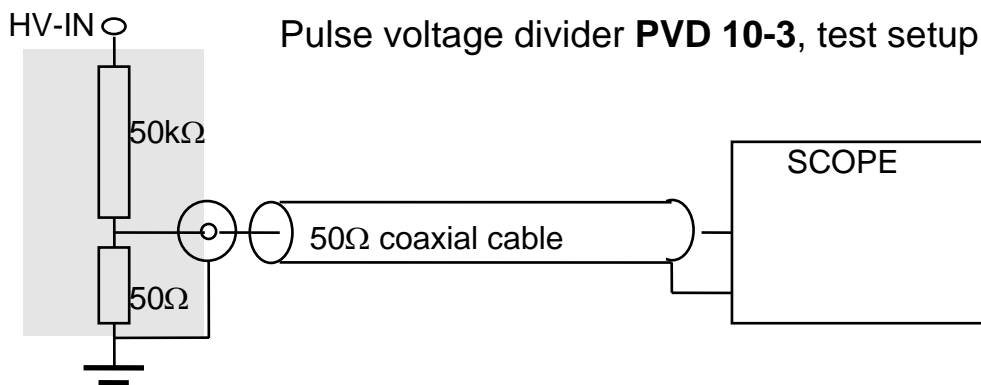 HV-IN
Pulse voltage divider PVD 10-3, test setup
50kΩ
SCOPE
50Ω coaxial cable
50Ω